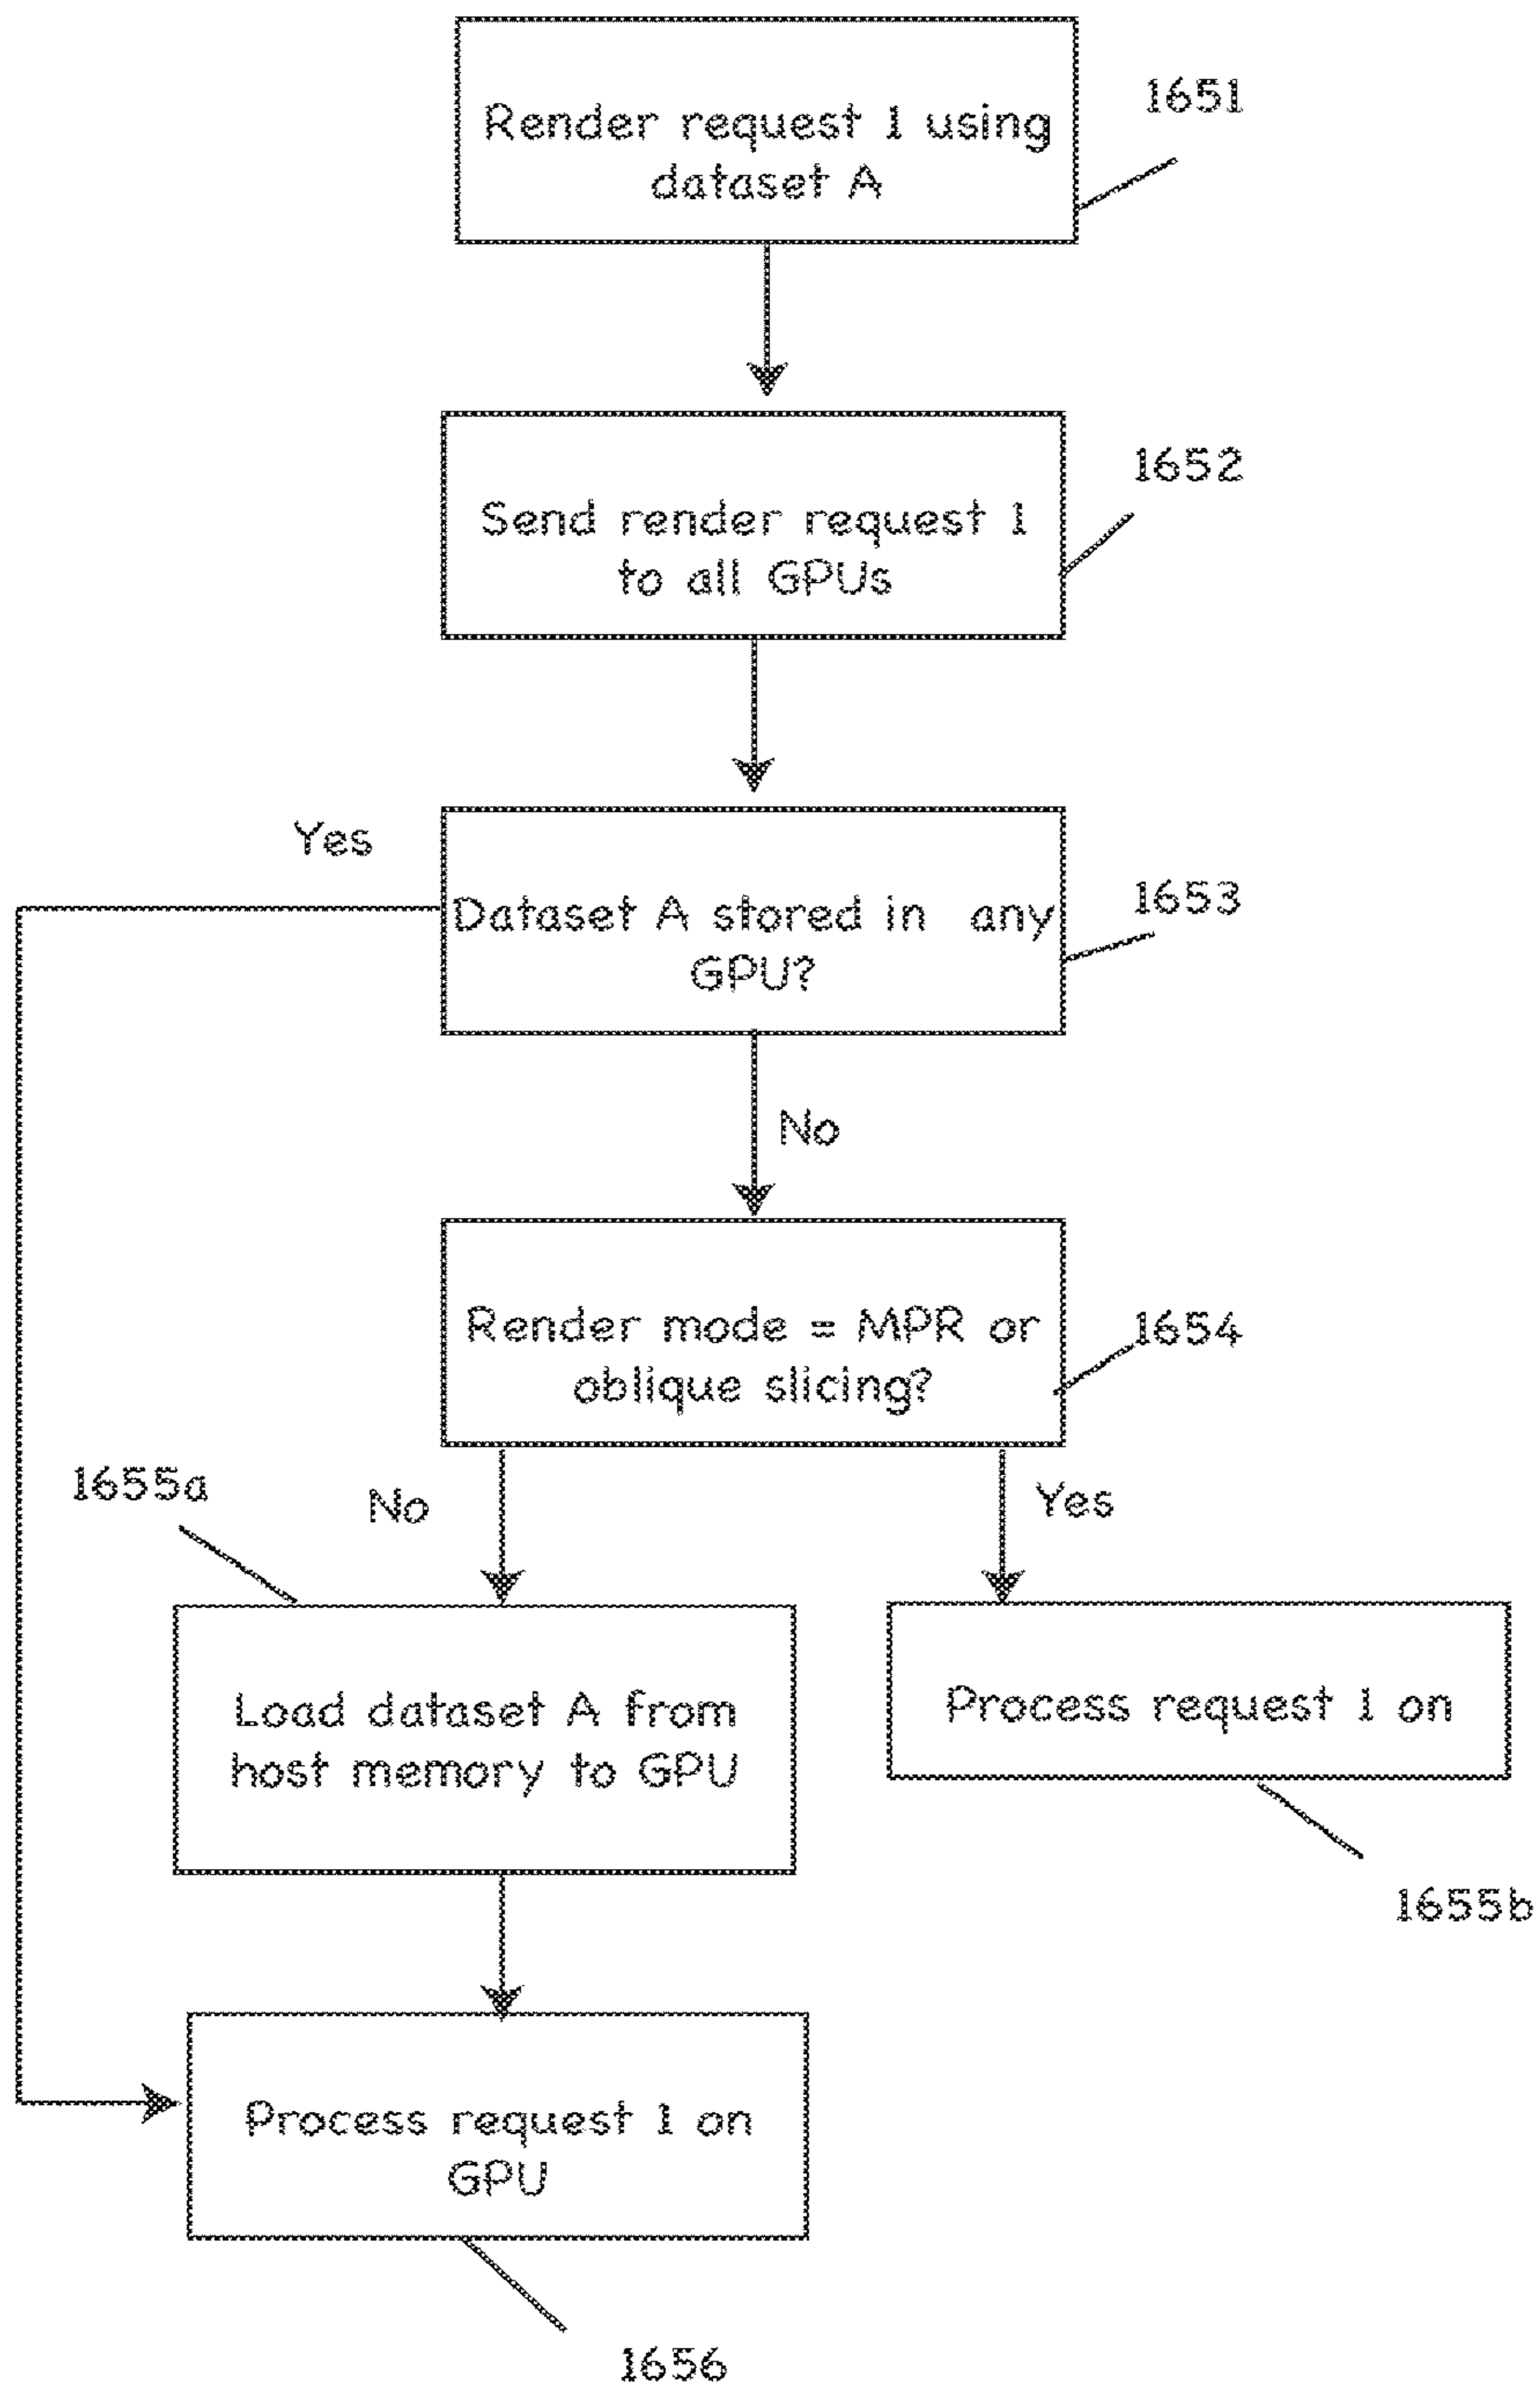 Render request 1 using
dataset A
1651
Send render request 1
to all GPUs
1652
Yes
Dataset A stored in any
GPU?
1653
No
Render mode = MPR or
oblique slicing?
1654
1655a
No
Yes
Load dataset A from
host memory to GPU
Process request 1 on
1655b
Process request 1 on
GPU
1656